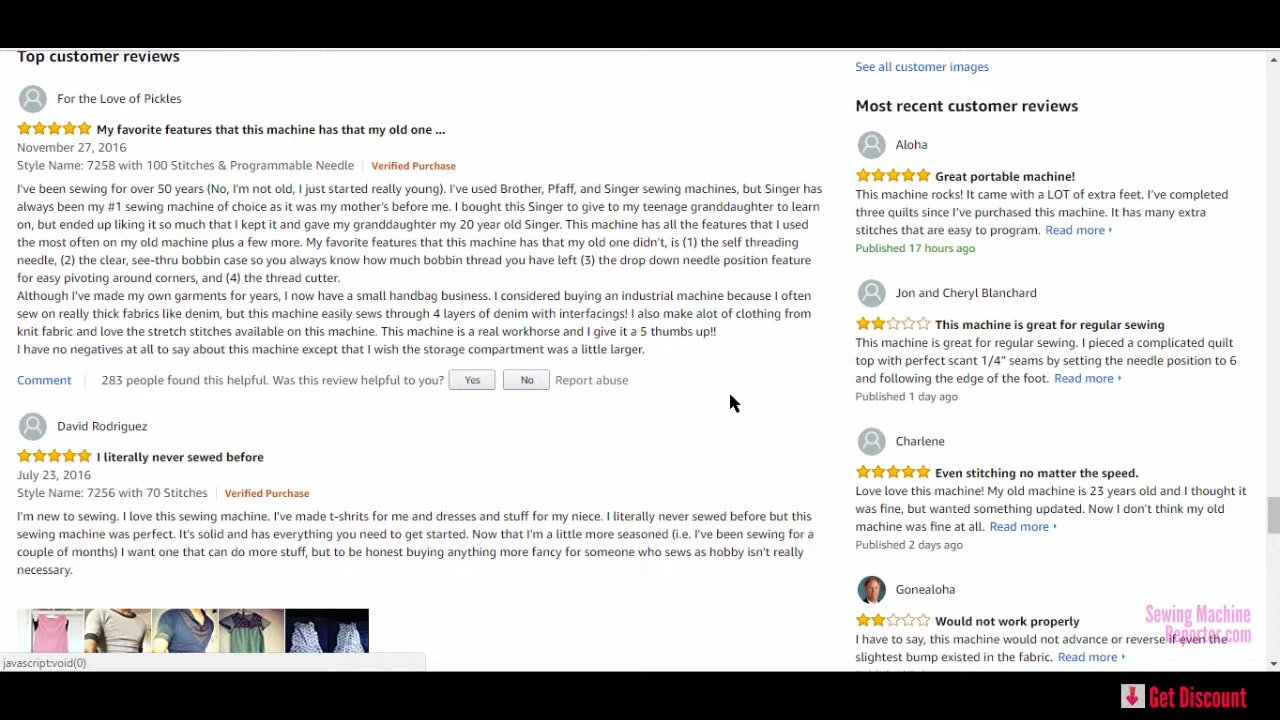 Top customer reviews
For the Love of Pickles
My favorite features that this machine has that my old one ...
November 27, 2016
Style Name: 7258 with 100 Stitches & Programmable Needle Verified Purchase
I've been sewing for over 50 years (No, I'm not old, I just started really young). I've used Brother, Pfaff, and Singer sewing machines, but Singer has
always been my #1 sewing machine of choice as it was my mother's before me. I bought this Singer to give to my teenage granddaughter to learn
on, but ended up liking it so much that I kept it and gave my granddaughter my 20 year old Singer. This machine has all the features that I used
the most often on my old machine plus a few more. My favorite features that this machine has that my old one didn't, is (1) the self threading
needle, (2) the clear, see-thru bobbin case so you always know how much bobbin thread you have left (3) the drop down needle position feature
for easy pivoting around corners, and (4) the thread cutter.
Although I've made my own garments for years, I now have a small handbag business. I considered buying an industrial machine because I often
sew on really thick fabrics like denim, but this machine easily sews through 4 layers of denim with interfacings! I also make alot of clothing from
knit fabric and love the stretch stitches available on this machine. This machine is a real workhorse and I give it a 5 thumbs up!!
I have no negatives at all to say about this machine except that I wish the storage compartment was a little larger.
Comment 283 people found this helpful. Was this review helpful to you? Yes No Report abuse
David Rodriguez
I literally never sewed before
July 23, 2016
Style Name: 7256 with 70 Stitches Verified Purchase
I'm new to sewing. I love this sewing machine. I've made t-shrits for me and dresses and stuff for my niece. I literally never sewed before but this
sewing machine was perfect. It's solid and has everything you need to get started. Now that I'm a little more seasoned (i.e. I've been sewing for a
couple of months) I want one that can do more stuff, but to be honest buying anything more fancy for someone who sews as hobby isn't really
necessary.
javascript:void(0)
See all customer images
Most recent customer reviews
Aloha
Great portable machine!
This machine rocks! It came with a LOT of extra feet. I've completed
three quilts since I've purchased this machine. It has many extra
stitches that are easy to program. Read more
Published 17 hours ago
Jon and Cheryl Blanchard
This machine is great for regular sewing
This machine is great for regular sewing. I pieced a complicated quilt
top with perfect scant 1/4” seams by setting the needle position to 6
and following the edge of the foot. Read more
Published 1 day ago
Charlene
Even stitching no matter the speed.
Love love this machine! My old machine is 23 years old and I thought it
was fine, but wanted something updated. Now I don't think my old
machine was fine at all. Read more
Published 2 days ago
Gonealoha
Would not work properly
I have to say, this machine would not advance or reverse if even the
slightest bump existed in the fabric. Read more
Sewing Machine
Reporter.com
Get Discount